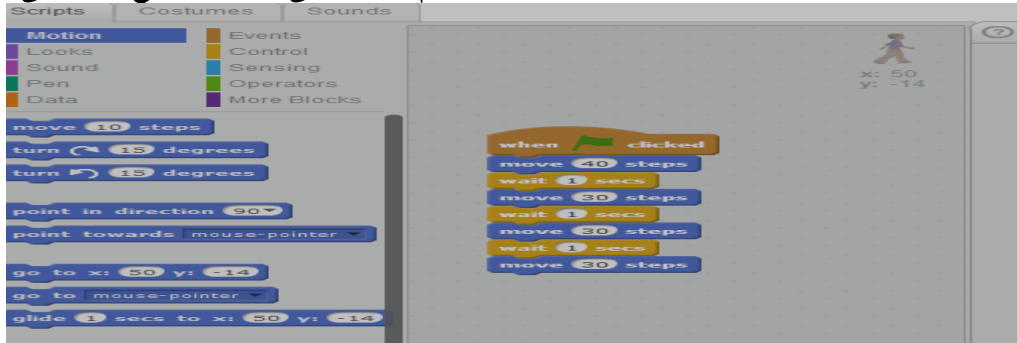 Scripts Costumes Sounds
Motion Events
Looks Control
Sound Sensing
Pen Operators
Data More Blocks
x: 50
y: -14
move 10 steps
turn 15 degrees
turn 15 degrees
point in direction 90
point towards mouse-pointer
go to x: 50 y: -14
go to mouse-pointer
glide 1 secs to x: 50 y: -14
when clicked
move 40 steps
wait 1 secs
move 30 steps
wait 1 secs
move 30 steps
wait 1 secs
move 30 steps
?